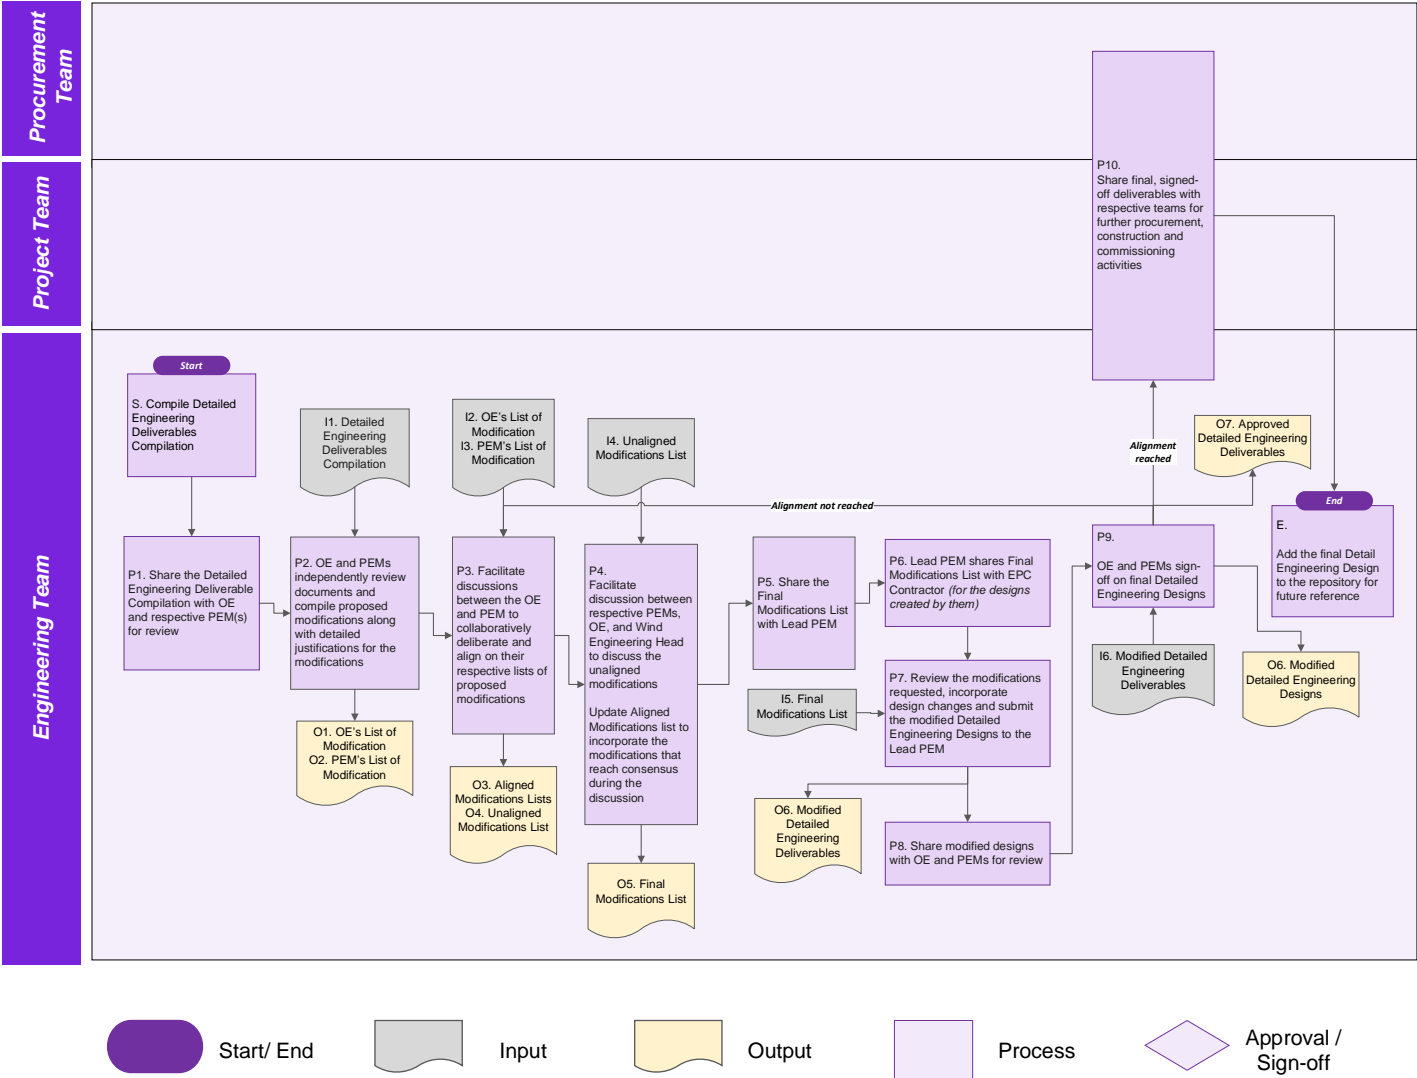 Procurement
Team
Project Team
Engineering Team
P10.
Share final, signed-
off deliverables with
respective teams for
further procurement,
construction and
commissioning
activities
Start
S. Compile Detailed
Engineering
Deliverables
Compilation
I1. Detailed
Engineering
Deliverables
Compilation
I2. OE's List of
Modification
I3. PEM's List of
Modification
I4. Unaligned
Modifications List
Alignment
reached
O7. Approved
Detailed Engineering
Deliverables
Alignment not reached
End
E.
Add the final Detail
Engineering Design
to the repository for
future reference
P1. Share the Detailed
Engineering Deliverable
Compilation with OE
and respective PEM(s)
for review
P2. OE and PEMs
independently review
documents and
compile proposed
modifications along
with detailed
justifications for the
modifications
P3. Facilitate
discussions
between the OE
and PEM to
collaboratively
deliberate and
align on their
respective lists of
proposed
modifications
P4.
Facilitate
discussion between
respective PEMs,
OE, and Wind
Engineering Head
to discuss the
unaligned
modifications
Update Aligned
Modifications list to
incorporate the
modifications that
reach consensus
during the
discussion
P5. Share the
Final
Modifications List
with Lead PEM
P6. Lead PEM shares Final
Modifications List with EPC
Contractor (for the designs
created by them)
P9.
OE and PEMs sign-
off on final Detailed
Engineering Designs
I5. Final
Modifications List
P7. Review the modifications
requested, incorporate
design changes and submit
the modified Detailed
Engineering Designs to the
Lead PEM
I6. Modified Detailed
Engineering
Deliverables
O6. Modified
Detailed Engineering
Designs
O1. OE's List of
Modification
O2. PEM's List of
Modification
O3. Aligned
Modifications Lists
O4. Unaligned
Modifications List
O6. Modified
Detailed
Engineering
Deliverables
P8. Share modified designs
with OE and PEMs for review
O5. Final
Modifications List
Start/ End
Input
Output
Process
Approval /
Sign-off